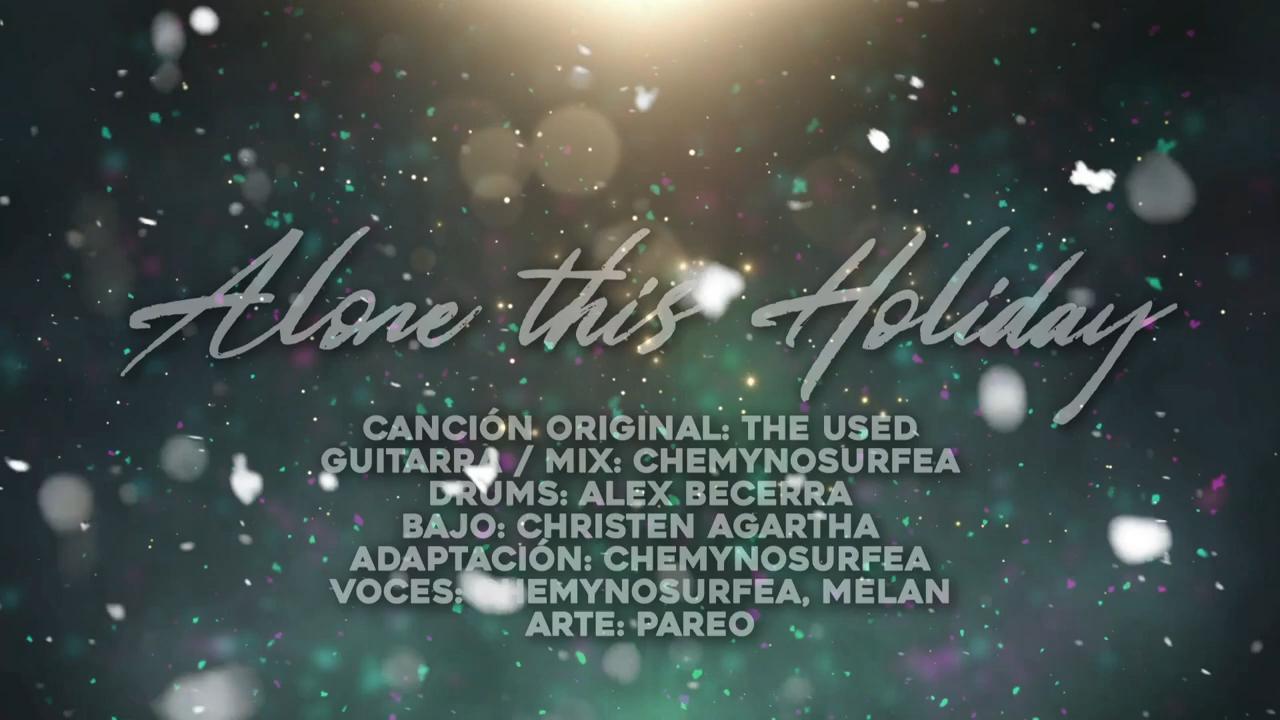 Alone this Holiday
CANCIÓN ORIGINAL: THE USED
GUITARRA / MIX: CHEMYNOSURFEA
DRUMS: ALEX BECERRA
BAJO: CHRISTEN AGARTHA
ADAPTACIÓN: CHEMYNOSURFEA
VOCES: CHEMYNOSURFEA, MELAN
ARTE: PAREO